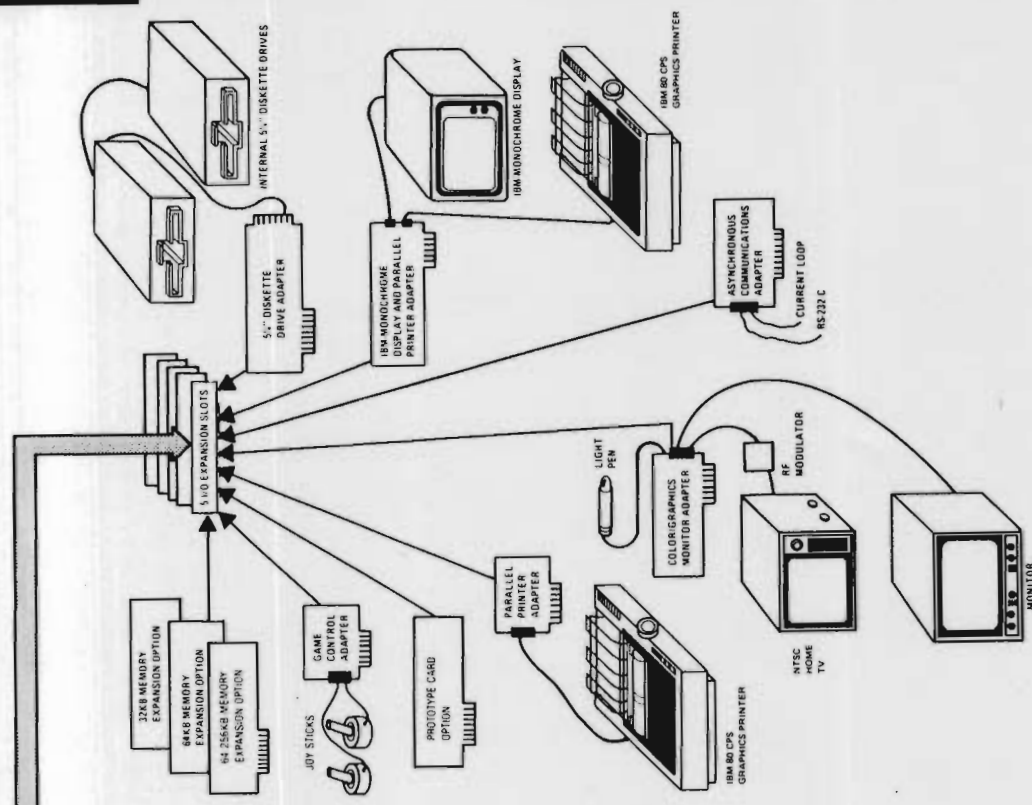 32KB MEMORY
EXPANSION OPTION
64KB MEMORY
EXPANSION OPTION
64 256KB MEMORY
EXPANSION OPTION
5 I/O EXPANSION SLOTS
5¼" DISKETTE
DRIVE ADAPTER
INTERNAL 5¼" DISKETTE DRIVES
JOY STICKS
GAME
CONTROL
ADAPTER
IBM MONOCHROME
DISPLAY AND PARALLEL
PRINTER ADAPTER
PROTOTYPE CARD
OPTION
IBM MONOCHROME DISPLAY
PARALLEL
PRINTER
ADAPTER
IBM 80 CPS
GRAPHICS PRINTER
LIGHT
PEN
COLOR/GRAPHICS
MONITOR ADAPTER
IBM 80 CPS
GRAPHICS PRINTER
ASYNCHRONOUS
COMMUNICATIONS
ADAPTER
CURRENT LOOP
RS-232 C
NTSC
HOME
TV
RF
MODULATOR
MONITOR